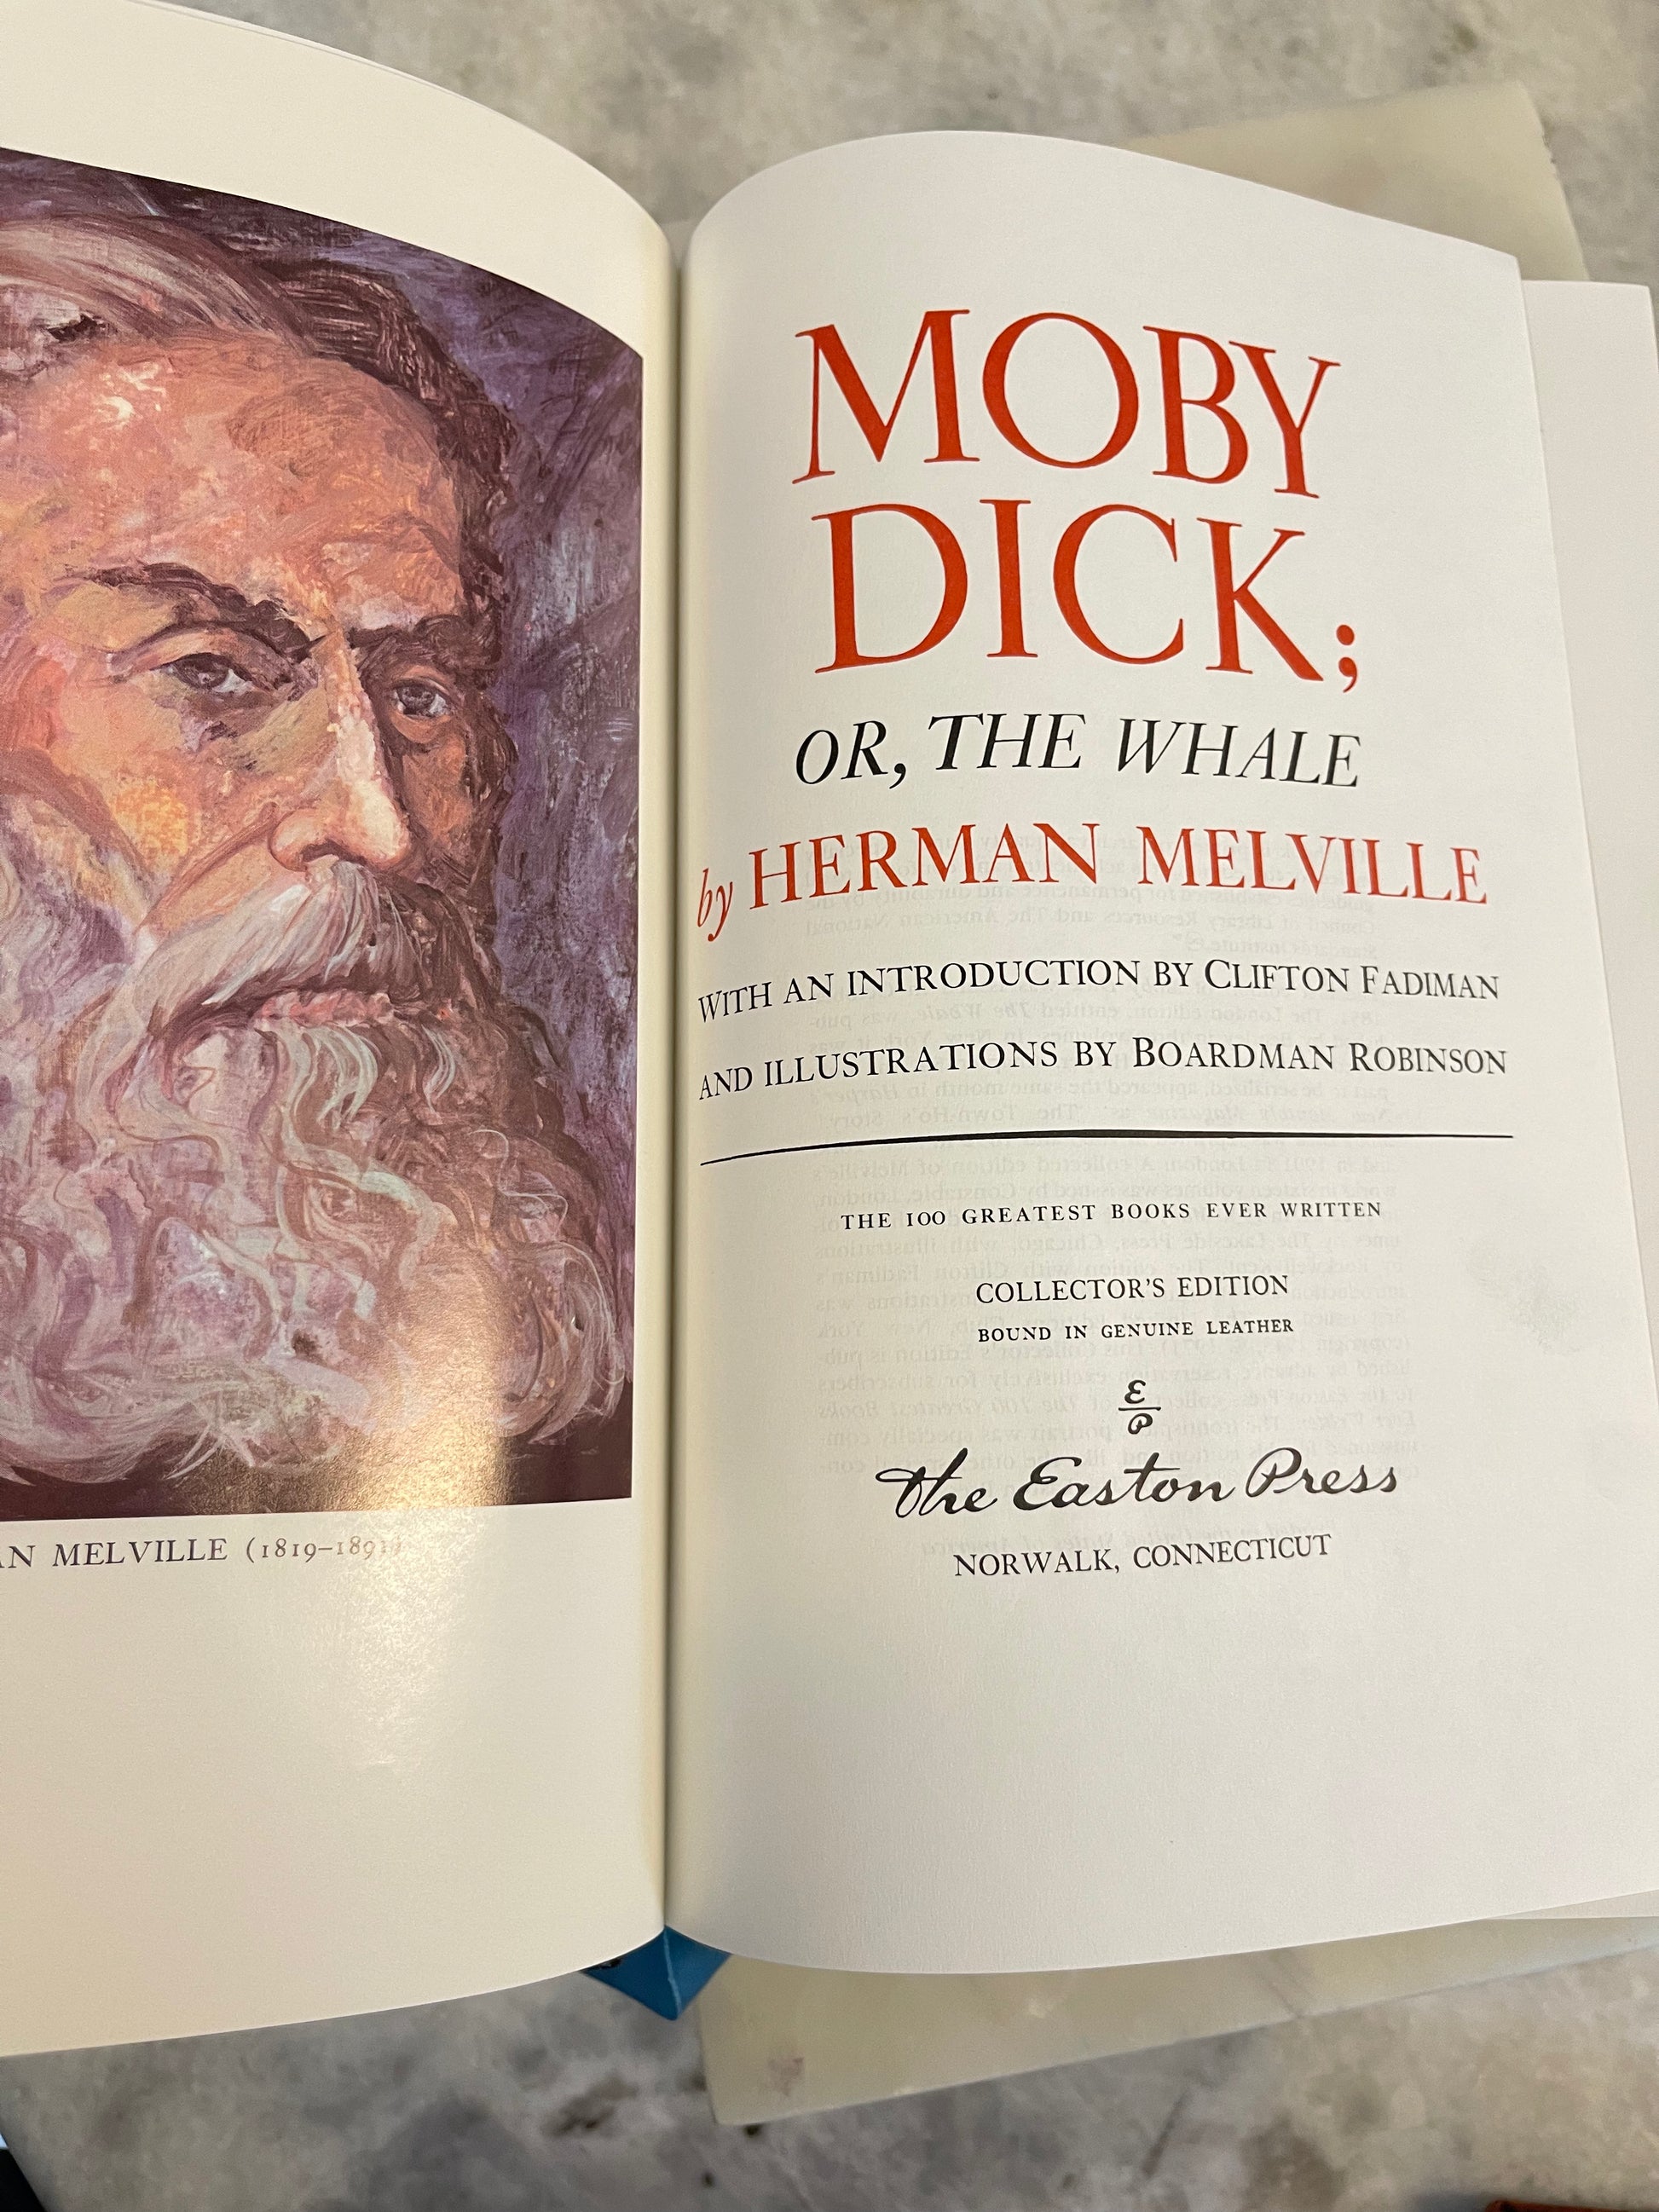 AN MELVILLE (1819–1891)
MOBY
DICK;
OR, THE WHALE
by HERMAN MELVILLE
WITH AN INTRODUCTION BY CLIFTON FADIMAN
AND ILLUSTRATIONS BY BOARDMAN ROBINSON
THE 100 GREATEST BOOKS EVER WRITTEN
COLLECTOR'S EDITION
BOUND IN GENUINE LEATHER
E
P
The Easton Press
NORWALK, CONNECTICUT